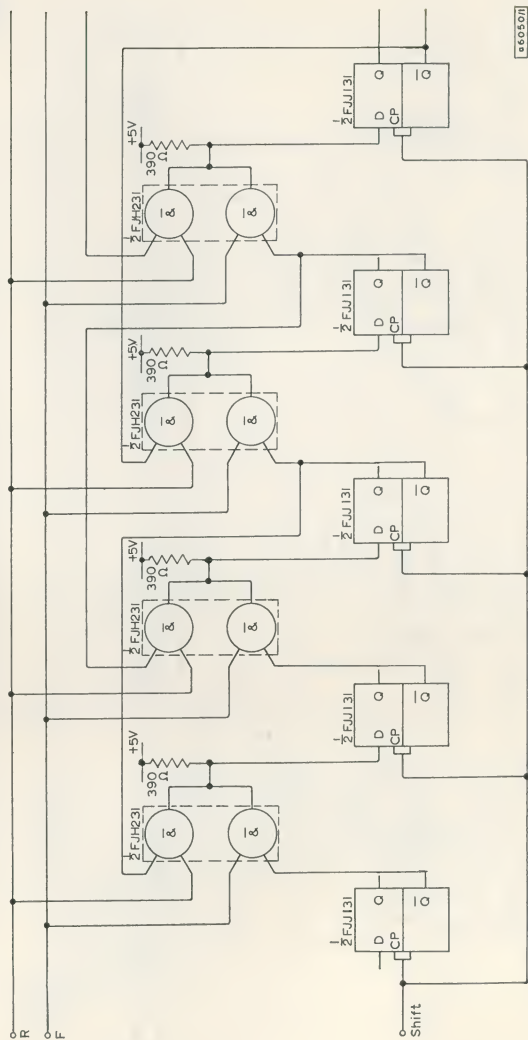 R
F
+5V
390 Ω
½ FJH231
&̅
&̅
+5V
390 Ω
½ FJH231
&̅
&̅
+5V
390 Ω
½ FJH231
&̅
&̅
+5V
390 Ω
½ FJH231
&̅
&̅
½ FJJ131
D Q
CP Q̅
½ FJJ131
D Q
CP Q̅
½ FJJ131
D Q
CP Q̅
½ FJJ131
D Q
CP Q̅
½ FJJ131
D Q
CP Q̅
Shift
a6050/1